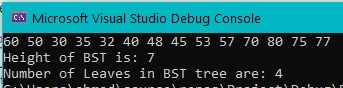 Microsoft Visual Studio Debug Console
60 50 30 35 32 40 48 45 53 57 70 80 75 77
Height of BST is: 7
Number of Leaves in BST tree are: 4